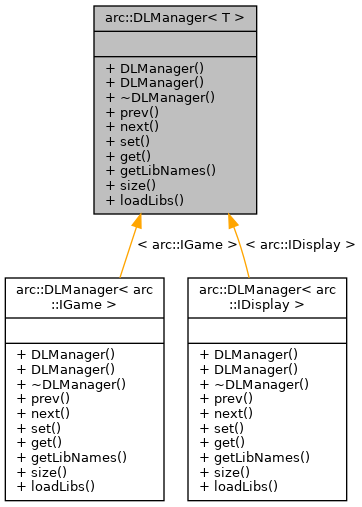 arc::DLManager< T >
+ DLManager()
+ DLManager()
+ ~DLManager()
+ prev()
+ next()
+ set()
+ get()
+ getLibNames()
+ size()
+ loadLibs()
< arc::IGame >
< arc::IDisplay >
arc::DLManager< arc
::IGame >
+ DLManager()
+ DLManager()
+ ~DLManager()
+ prev()
+ next()
+ set()
+ get()
+ getLibNames()
+ size()
+ loadLibs()
arc::DLManager< arc
::IDisplay >
+ DLManager()
+ DLManager()
+ ~DLManager()
+ prev()
+ next()
+ set()
+ get()
+ getLibNames()
+ size()
+ loadLibs()